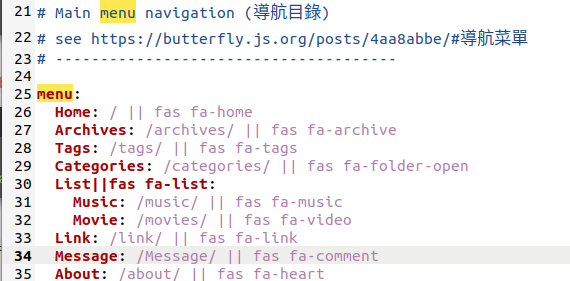 21 # Main menu navigation (導航目錄)
22 # see https://butterfly.js.org/posts/4aa8abbe/#導航菜單
23 # --------------------------------------
24
25 menu:
26 Home: / || fas fa-home
27 Archives: /archives/ || fas fa-archive
28 Tags: /tags/ || fas fa-tags
29 Categories: /categories/ || fas fa-folder-open
30 List||fas fa-list:
31 Music: /music/ || fas fa-music
32 Movie: /movies/ || fas fa-video
33 Link: /link/ || fas fa-link
34 Message: /Message/ || fas fa-comment
35 About: /about/ || fas fa-heart